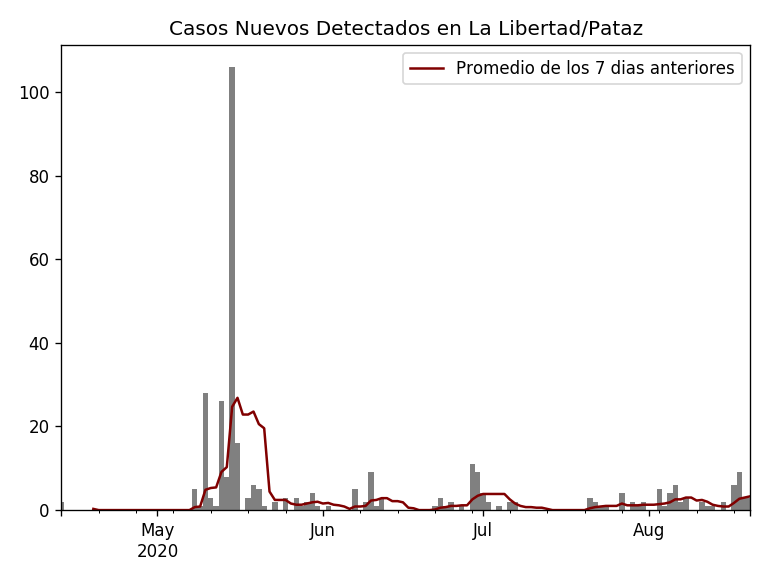 Casos Nuevos Detectados en La Libertad/Pataz
Promedio de los 7 dias anteriores
100
80
60
40
20
0
May Jun Jul Aug
2020